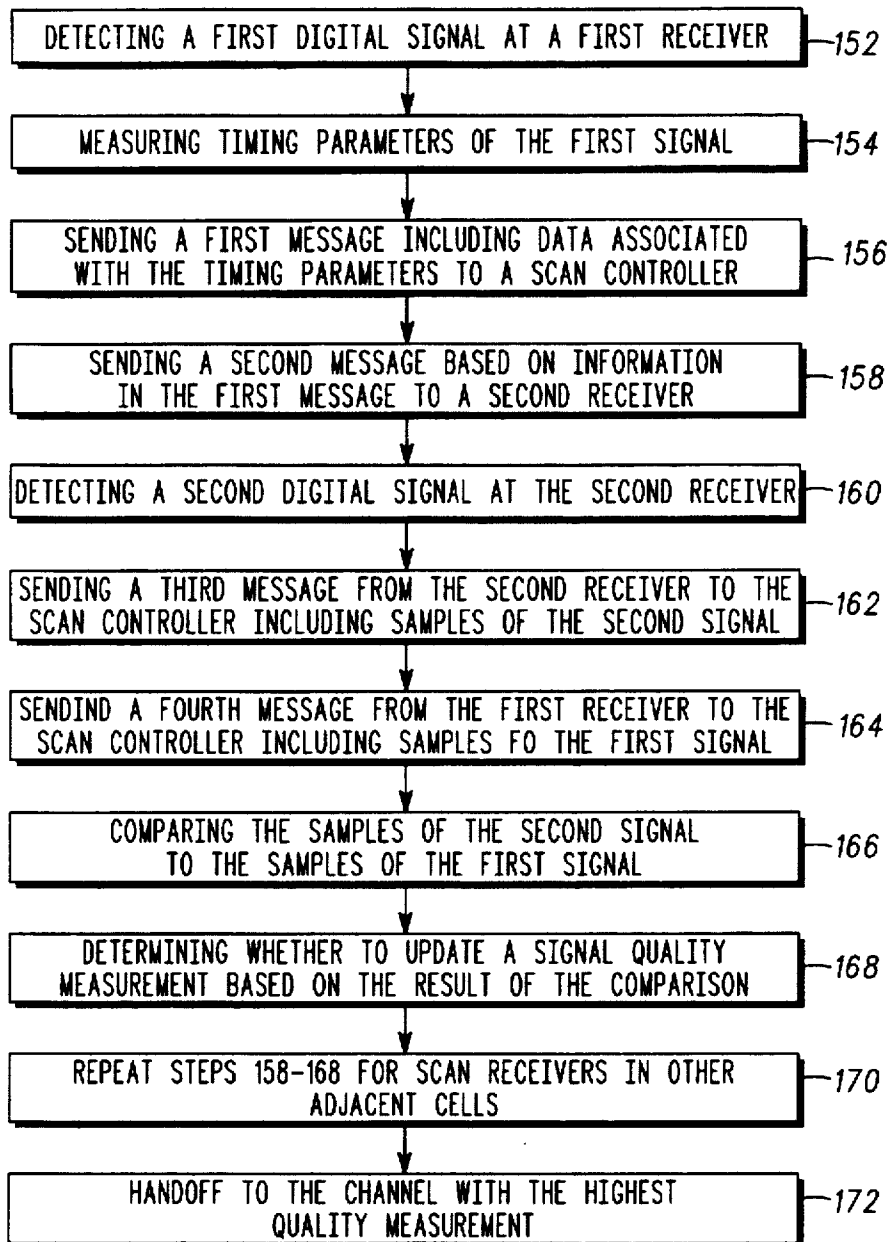 DETECTING A FIRST DIGITAL SIGNAL AT A FIRST RECEIVER
152
MEASURING TIMING PARAMETERS OF THE FIRST SIGNAL
154
SENDING A FIRST MESSAGE INCLUDING DATA ASSOCIATED
WITH THE TIMING PARAMETERS TO A SCAN CONTROLLER
156
SENDING A SECOND MESSAGE BASED ON INFORMATION
IN THE FIRST MESSAGE TO A SECOND RECEIVER
158
DETECTING A SECOND DIGITAL SIGNAL AT THE SECOND RECEIVER
160
SENDING A THIRD MESSAGE FROM THE SECOND RECEIVER TO THE
SCAN CONTROLLER INCLUDING SAMPLES OF THE SECOND SIGNAL
162
SENDIND A FOURTH MESSAGE FROM THE FIRST RECEIVER TO THE
SCAN CONTROLLER INCLUDING SAMPLES FO THE FIRST SIGNAL
164
COMPARING THE SAMPLES OF THE SECOND SIGNAL
TO THE SAMPLES OF THE FIRST SIGNAL
166
DETERMINING WHETHER TO UPDATE A SIGNAL QUALITY
MEASUREMENT BASED ON THE RESULT OF THE COMPARISON
168
REPEAT STEPS 158-168 FOR SCAN RECEIVERS IN OTHER
ADJACENT CELLS
170
HANDOFF TO THE CHANNEL WITH THE HIGHEST
QUALITY MEASUREMENT
172